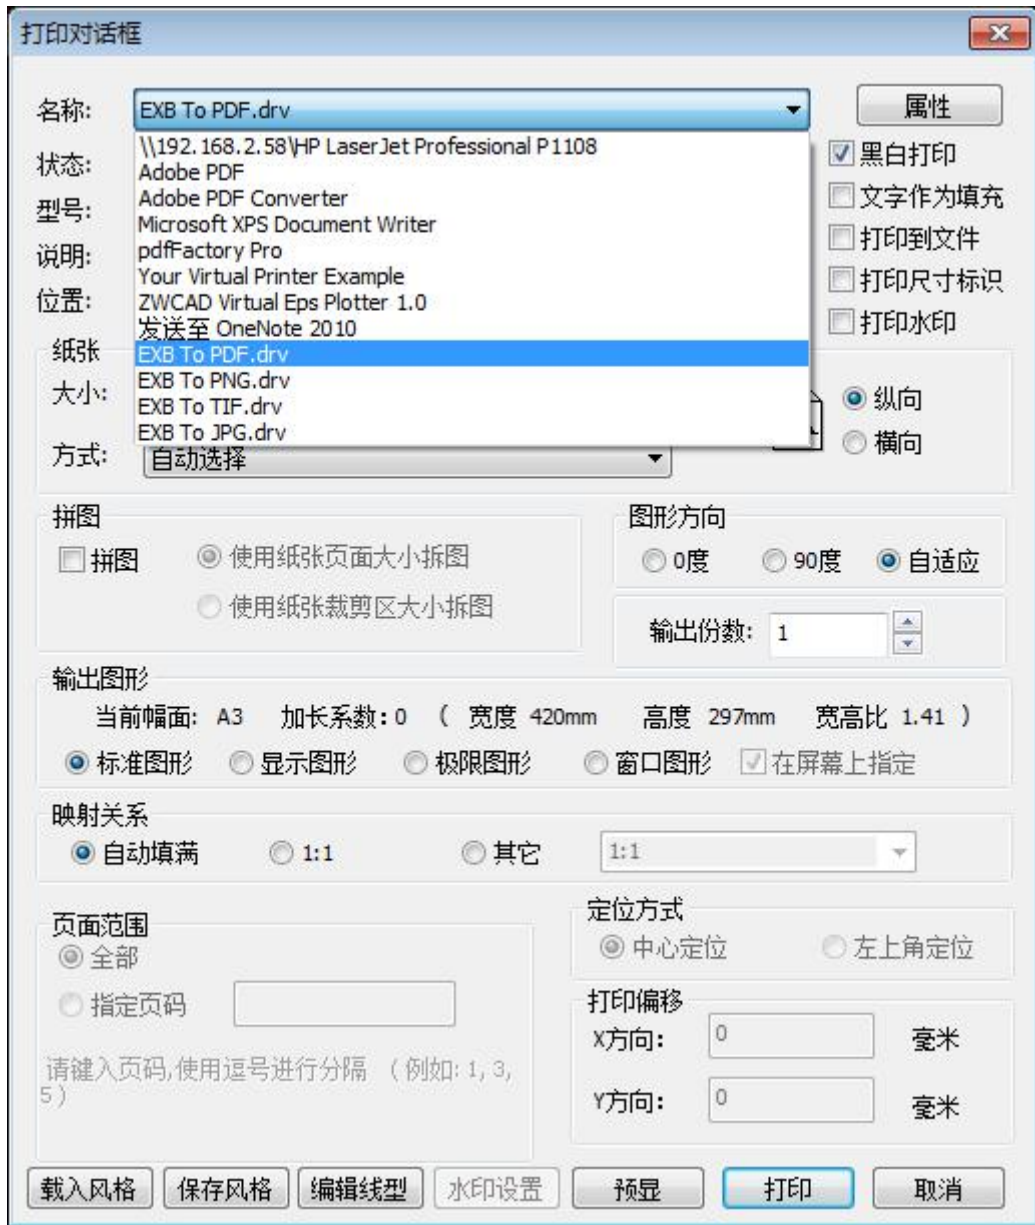 打印对话框
名称: EXB To PDF.drv 属性
\\192.168.2.58\HP LaserJet Professional P1108
Adobe PDF
Adobe PDF Converter
Microsoft XPS Document Writer
pdfFactory Pro
Your Virtual Printer Example
ZWCAD Virtual Eps Plotter 1.0
发送至 OneNote 2010
EXB To PDF.drv
EXB To PNG.drv
EXB To TIF.drv
EXB To JPG.drv
状态:
型号:
说明:
位置:
黑白打印
文字作为填充
打印到文件
打印尺寸标识
打印水印
纸张
大小:
方式: 自动选择
纵向
横向
拼图
拼图 使用纸张页面大小拆图
使用纸张裁剪区大小拆图
图形方向
0度 90度 自适应
输出份数: 1
输出图形
当前幅面: A3 加长系数:0 ( 宽度 420mm 高度 297mm 宽高比 1.41 )
标准图形 显示图形 极限图形 窗口图形 在屏幕上指定
映射关系
自动填满 1:1 其它 1:1
页面范围
全部
指定页码
请键入页码,使用逗号进行分隔 (例如: 1, 3,
5)
定位方式
中心定位 左上角定位
打印偏移
X方向: 0 毫米
Y方向: 0 毫米
载入风格 保存风格 编辑线型 水印设置 预显 打印 取消